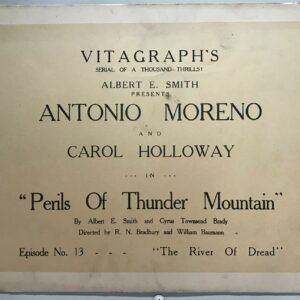 VITAGRAPH'S
SERIAL OF A THOUSAND THRILLS!
ALBERT E. SMITH
PRESENTS
ANTONIO MORENO
AND
CAROL HOLLOWAY
··· IN ···
"Perils Of Thunder Mountain"
By Albert E. Smith and Cyrus Townsend Brady
Directed by R. N. Bradbury and William Baumann
Episode No. 13 - - - "The River Of Dread"